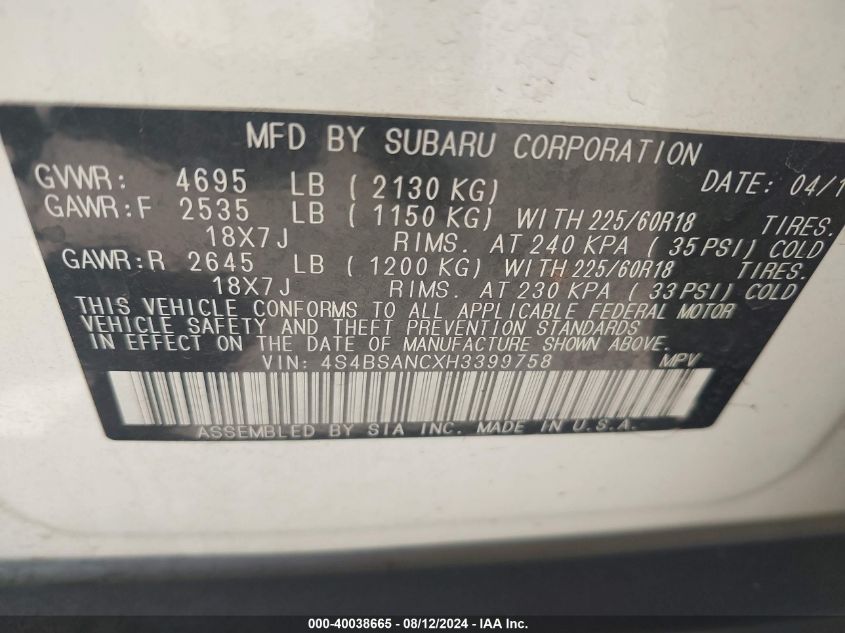 MFD BY SUBARU CORPORATION
GVWR: 4695 LB ( 2130 KG) DATE: 04/1
GAWR:F 2535 LB ( 1150 KG) WITH 225/60R18 TIRES.
18X7J RIMS. AT 240 KPA ( 35 PSI) COLD
GAWR:R 2645 LB ( 1200 KG) WITH 225/60R18 TIRES.
18X7J RIMS. AT 230 KPA ( 33 PSI) COLD
THIS VEHICLE CONFORMS TO ALL APPLICABLE FEDERAL MOTOR
VEHICLE SAFETY AND THEFT PREVENTION STANDARDS
IN EFFECT ON THE DATE OF MANUFACTURE SHOWN ABOVE.
VIN: 4S4BSANCXH3399758 MPV
ASSEMBLED BY SIA INC. MADE IN U.S.A.
000-40038665 - 08/12/2024 - IAA Inc.